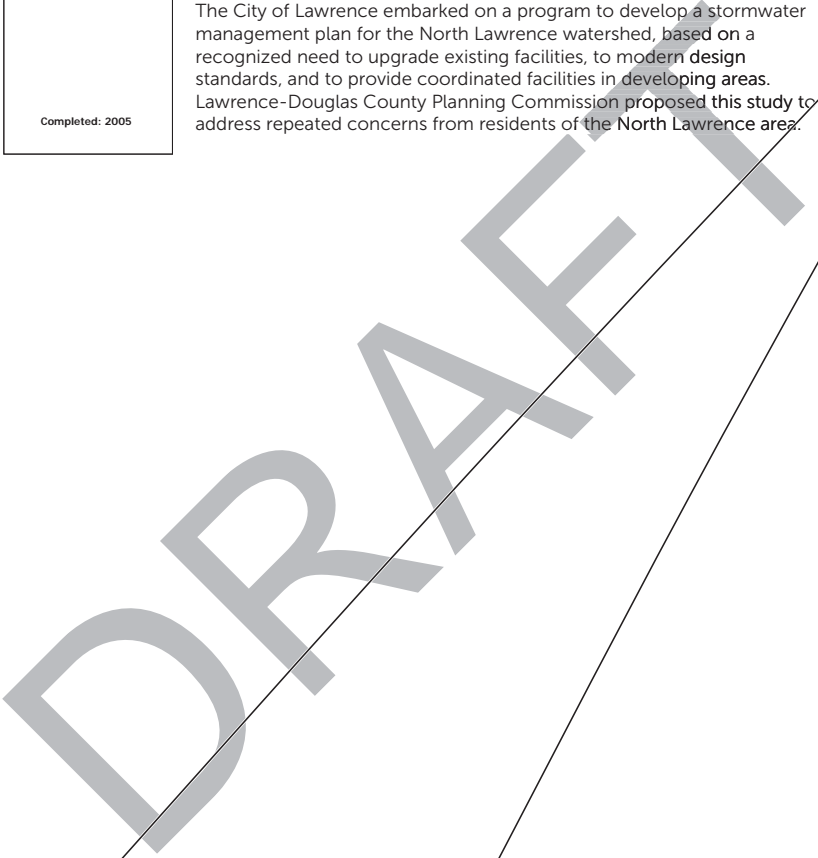 The City of Lawrence embarked on a program to develop a stormwater
management plan for the North Lawrence watershed, based on a
recognized need to upgrade existing facilities, to modern design
standards, and to provide coordinated facilities in developing areas.
Lawrence-Douglas County Planning Commission proposed this study to
address repeated concerns from residents of the North Lawrence area.
Completed: 2005
DRAFT